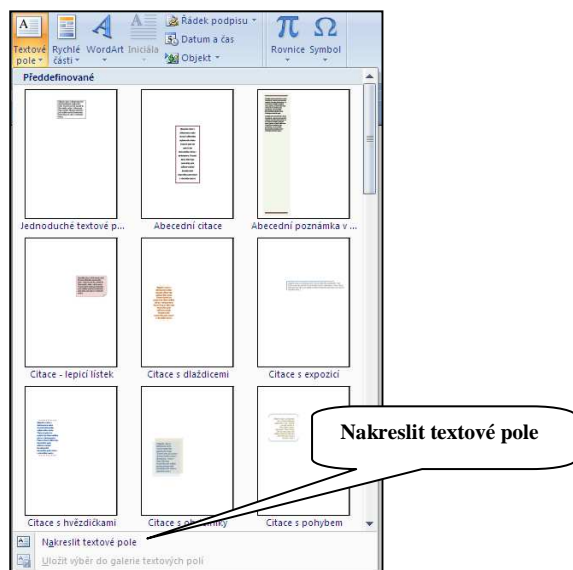 Textové pole
Rychlé části
WordArt
Iniciála
Řádek podpisu
Datum a čas
Objekt
π Ω
Rovnice
Symbol
Předdefinované
Jednoduché textové p...
Abecední citace
Abecední poznámka v ...
Citace - lepicí lístek
Citace s dlaždicemi
Citace s expozicí
Citace s hvězdičkami
Citace s pohybem
Nakreslit textové pole
Nakreslit textové pole
Uložit výběr do galerie textových polí